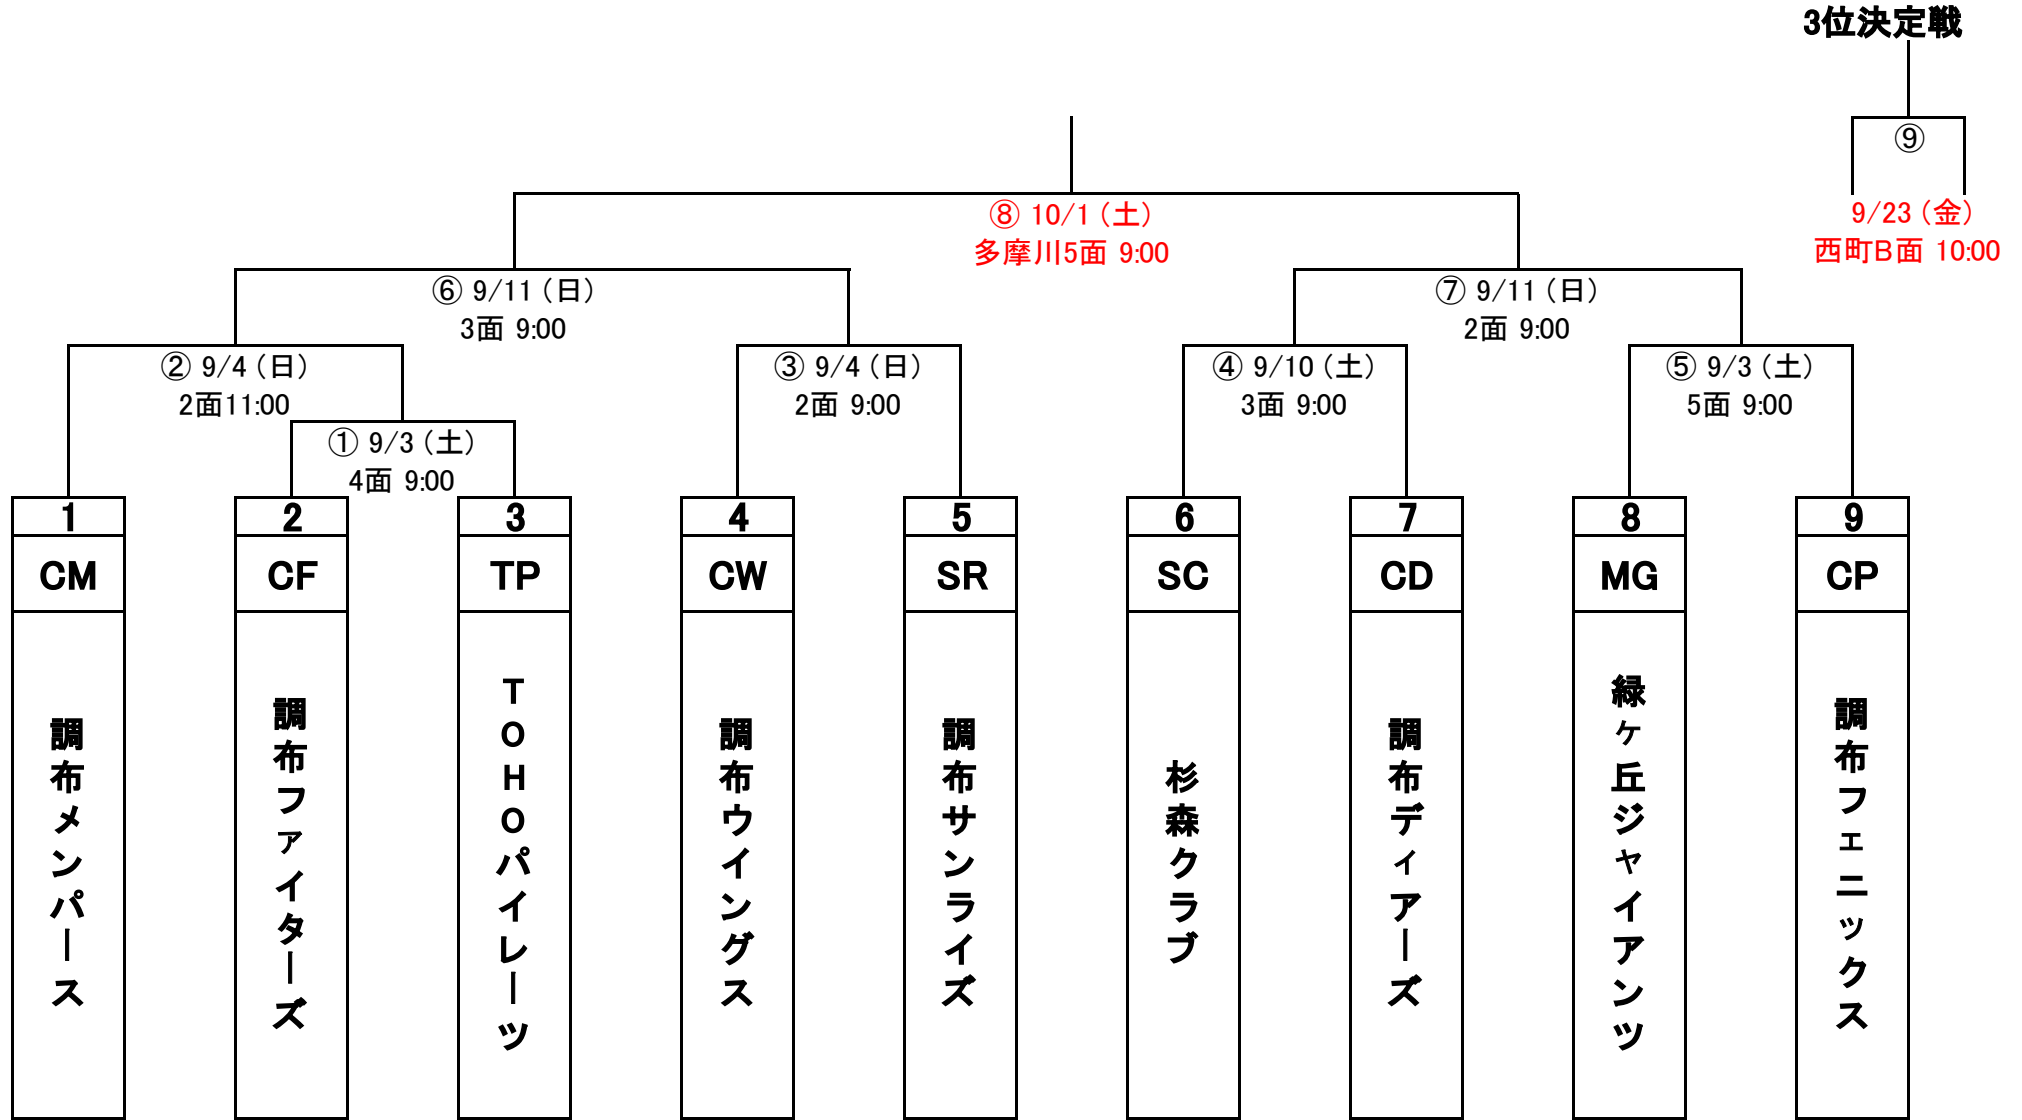 3位決定戦
⑨
9/23（金）
西町B面 10:00
⑧ 10/1（土）
多摩川5面 9:00
⑥ 9/11（日）
3面 9:00
⑦ 9/11（日）
2面 9:00
② 9/4（日）
2面11:00
③ 9/4（日）
2面 9:00
④ 9/10（土）
3面 9:00
⑤ 9/3（土）
5面 9:00
① 9/3（土）
4面 9:00
1
2
3
4
5
6
7
8
9
CM
CF
TP
CW
SR
SC
CD
MG
CP
調布メンパース
調布ファイターズ
TOHOパイレーツ
調布ウイングス
調布サンライズ
杉森クラブ
調布ディアーズ
緑ヶ丘ジャイアンツ
調布フェニックス